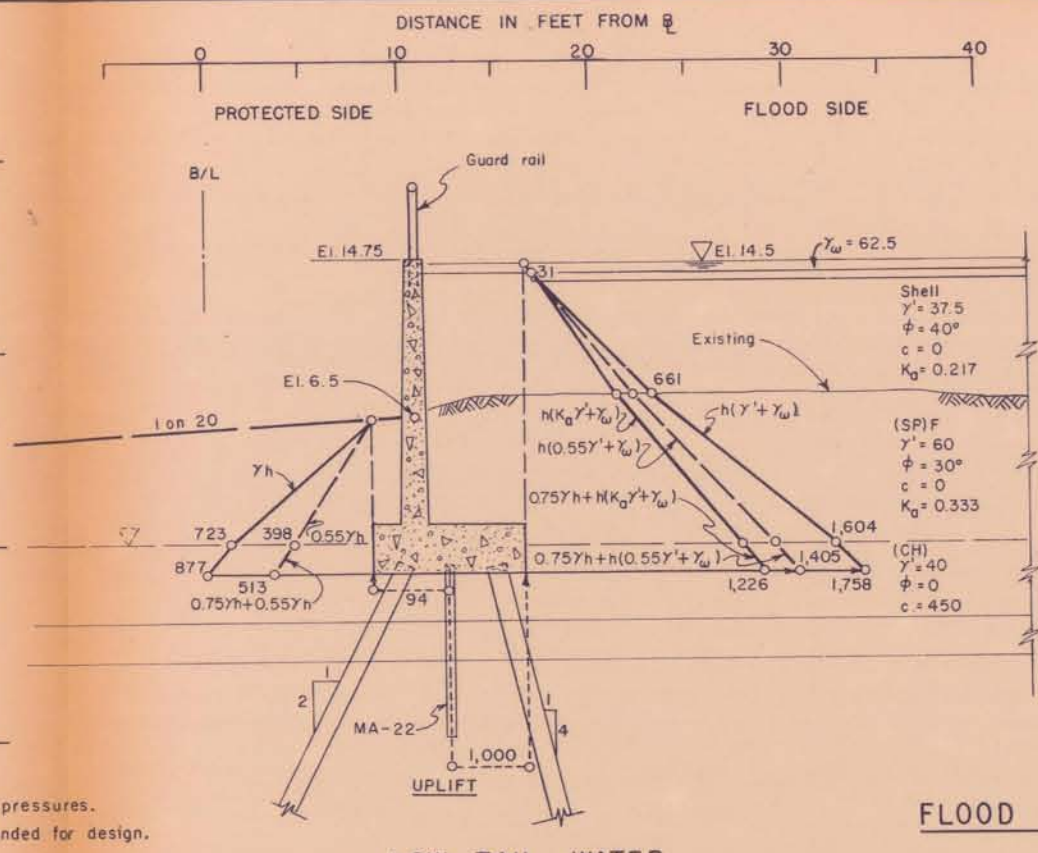 DISTANCE IN FEET FROM B/L
0 10 20 30 40
PROTECTED SIDE
FLOOD SIDE
Guard rail
B/L
El. 14.75
El. 14.5
γω = 62.5
31
Shell
γ' = 37.5
ϕ = 40°
c = 0
Ka = 0.217
Existing
El. 6.5
661
1 on 20
h(Kaγ'+γω)
h(γ'+γω)
h(0.55γ'+γω)
(SP) F
γ' = 60
ϕ = 30°
c = 0
Ka = 0.333
γh
0.75γh+h(Kaγ'+γω)
723
398
0.55γh
1,604
877
0.75γh+h(0.55γ'+γω)
1,405
(CH)
γ' = 40
ϕ = 0
c = 450
513
1,226
1,758
0.75γh+0.55γh
94
1
2
MA-22
1
4
1,000
UPLIFT
pressures.
nded for design.
FLOOD